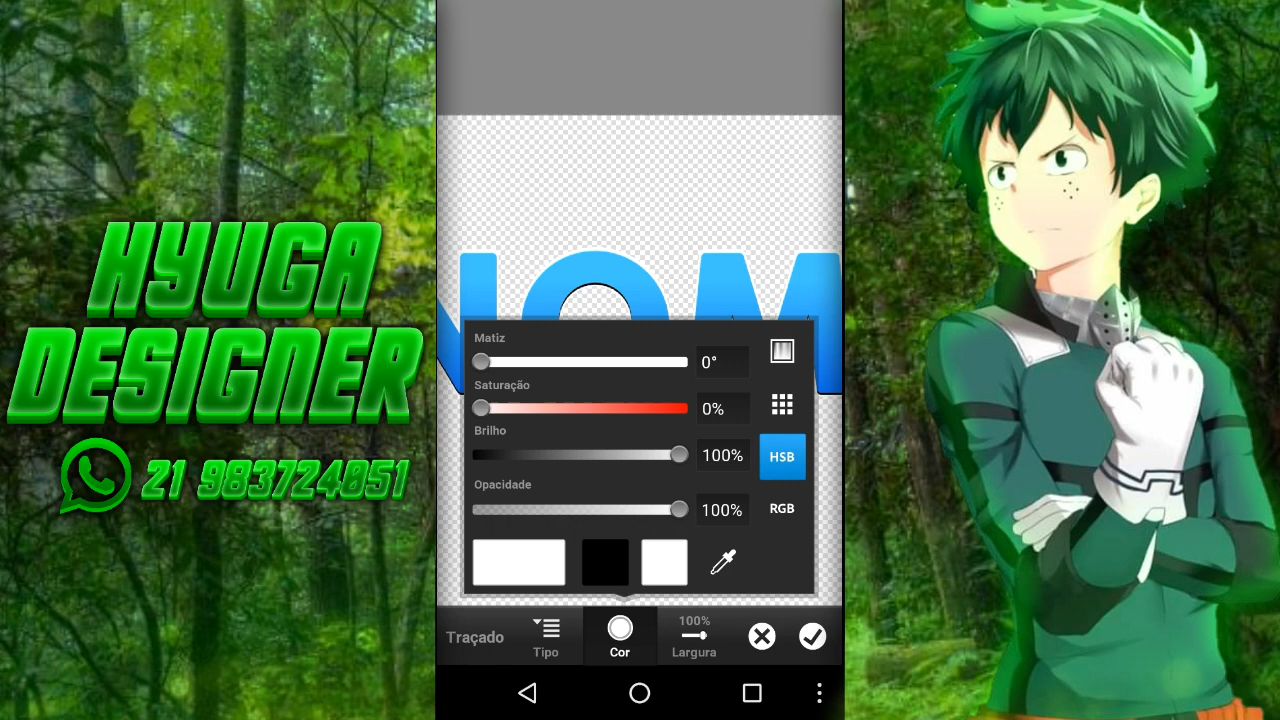 HYUGA
DESIGNER
21 983724051
NOM
Matiz
0°
Saturação
0%
Brilho
100%
HSB
Opacidade
100%
RGB
Traçado
Tipo
Cor
100%
Largura